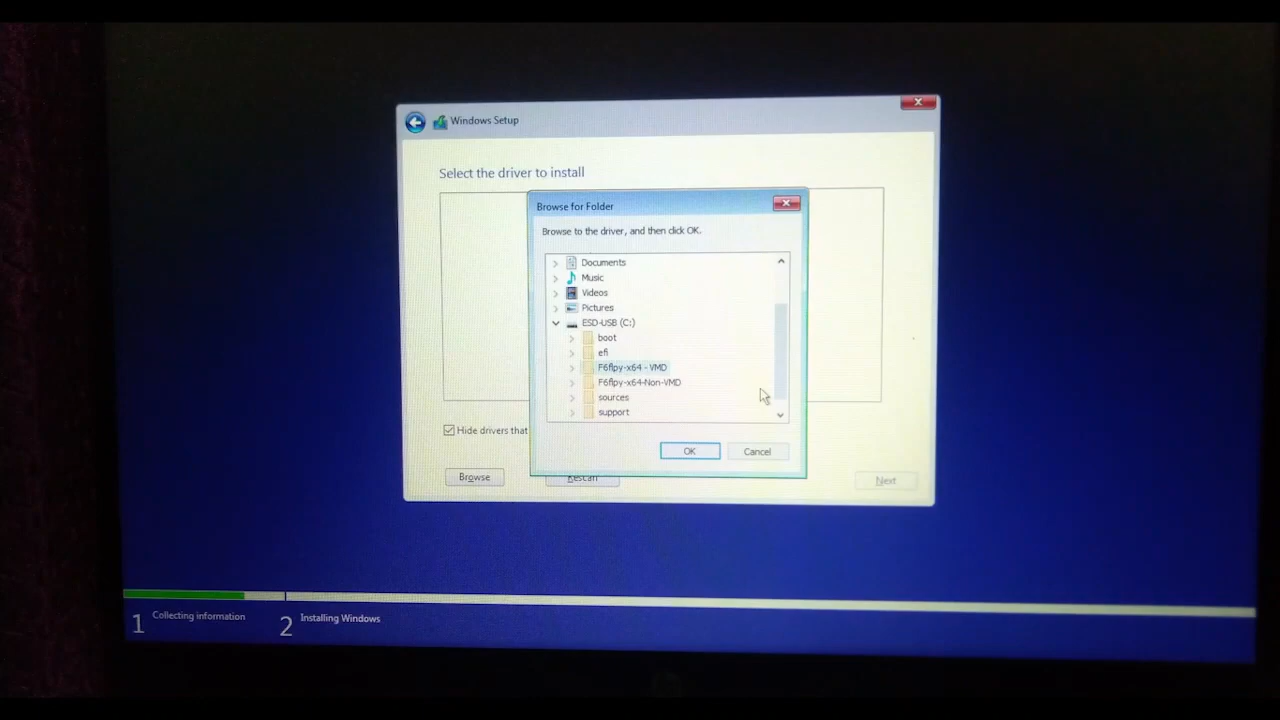 Windows Setup
Select the driver to install
Browse for Folder
Browse to the driver, and then click OK.
Documents
Music
Videos
Pictures
ESD-USB (C:)
boot
efi
F6flpy-x64 - VMD
F6flpy-x64-Non-VMD
sources
support
OK
Cancel
Hide drivers that
Browse
Rescan
Next
1 Collecting information
2 Installing Windows